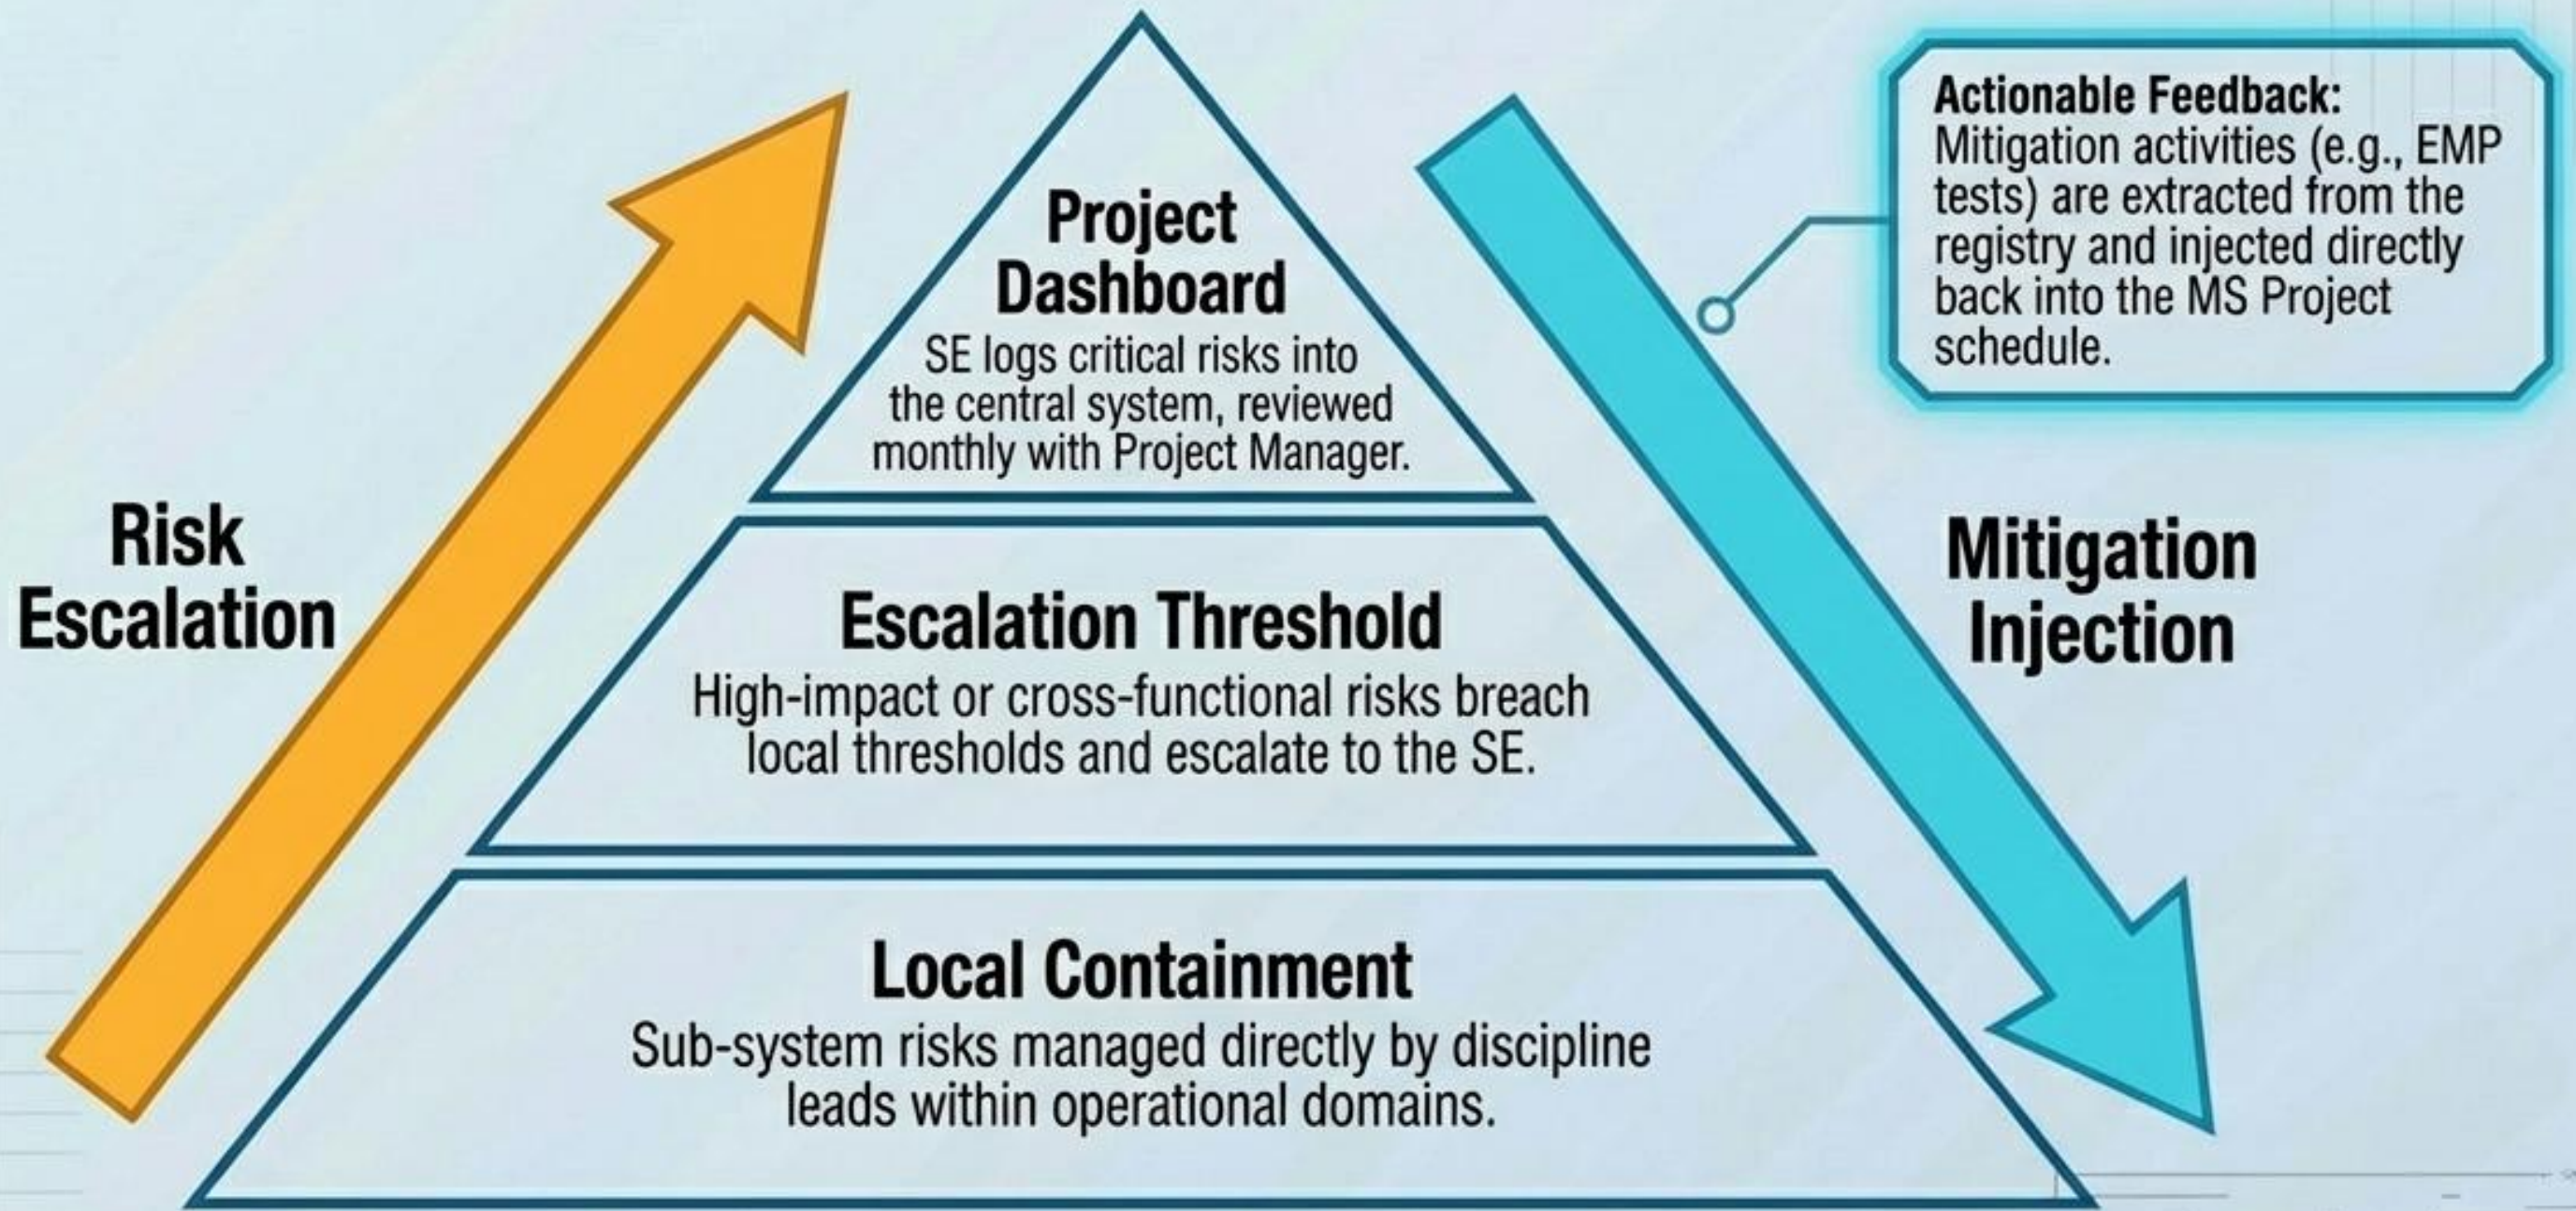 Project
Dashboard
SE logs critical risks into
the central system, reviewed
monthly with Project Manager.
Actionable Feedback:
Mitigation activities (e.g., EMP
tests) are extracted from the
registry and injected directly
back into the MS Project
schedule.
Risk
Escalation
Escalation Threshold
High-impact or cross-functional risks breach
local thresholds and escalate to the SE.
Mitigation
Injection
Local Containment
Sub-system risks managed directly by discipline
leads within operational domains.